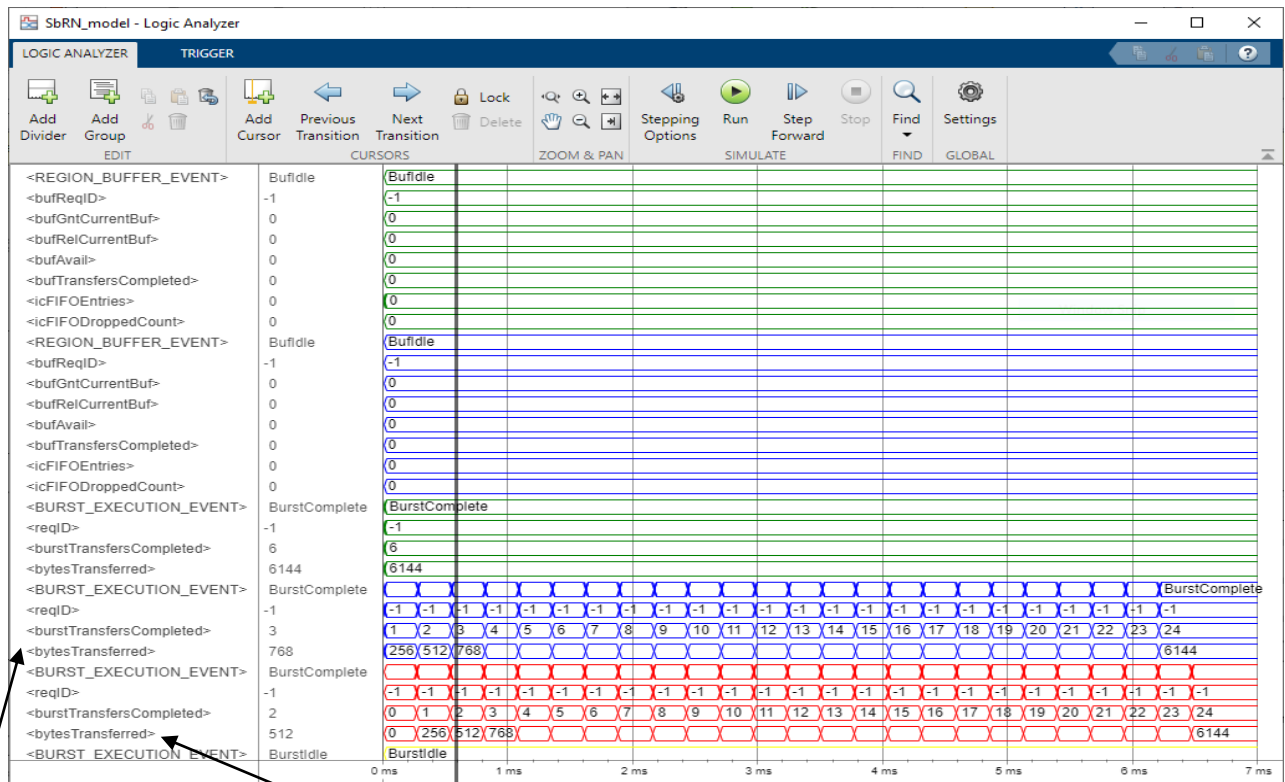 SbRN_model - Logic Analyzer
LOGIC ANALYZER TRIGGER
Add Divider
Add Group
Add Cursor
Previous Transition
Next Transition
Lock
Delete
Stepping Options
Run
Step Forward
Stop
Find
Settings
EDIT CURSORS ZOOM & PAN SIMULATE FIND GLOBAL
<REGION_BUFFER_EVENT> BufIdle BufIdle
<bufReqID> -1 -1
<bufGntCurrentBuf> 0 0
<bufRelCurrentBuf> 0 0
<bufAvail> 0 0
<bufTransfersCompleted> 0 0
<icFIFOEntries> 0 0
<icFIFODroppedCount> 0 0
<REGION_BUFFER_EVENT> BufIdle BufIdle
<bufReqID> -1 -1
<bufGntCurrentBuf> 0 0
<bufRelCurrentBuf> 0 0
<bufAvail> 0 0
<bufTransfersCompleted> 0 0
<icFIFOEntries> 0 0
<icFIFODroppedCount> 0 0
<BURST_EXECUTION_EVENT> BurstComplete BurstComplete
<reqID> -1 -1
<burstTransfersCompleted> 6 6
<bytesTransferred> 6144 6144
<BURST_EXECUTION_EVENT> BurstComplete BurstComplete
<reqID> -1 -1 -1 -1 -1 -1 -1 -1 -1 -1 -1 -1 -1 -1 -1 -1 -1 -1 -1 -1 -1 -1 -1 -1 -1
<burstTransfersCompleted> 3 1 2 3 4 5 6 7 8 9 10 11 12 13 14 15 16 17 18 19 20 21 22 23 24
<bytesTransferred> 768 256 512 768 6144
<BURST_EXECUTION_EVENT> BurstComplete
<reqID> -1 -1 -1 -1 -1 -1 -1 -1 -1 -1 -1 -1 -1 -1 -1 -1 -1 -1 -1 -1 -1 -1 -1 -1 -1 -1
<burstTransfersCompleted> 2 0 1 2 3 4 5 6 7 8 9 10 11 12 13 14 15 16 17 18 19 20 21 22 23 24
<bytesTransferred> 512 0 256 512 768 6144
<BURST_EXECUTION_EVENT> BurstIdle BurstIdle
0 ms 1 ms 2 ms 3 ms 4 ms 5 ms 6 ms 7 ms